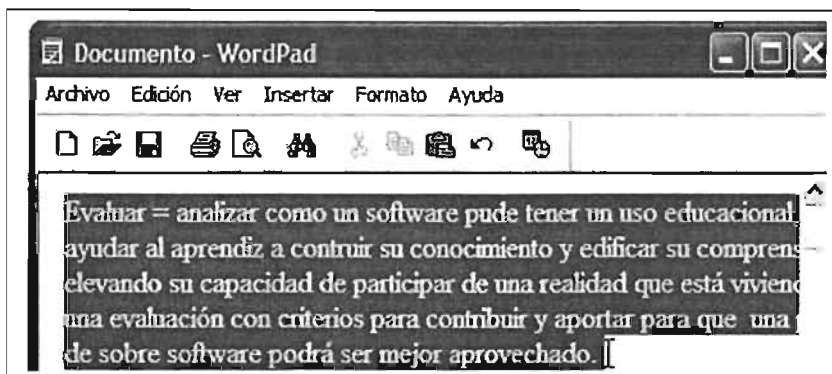 Documento - WordPad
Archivo Edición Ver Insertar Formato Ayuda
Evaluar = analizar como un software pude tener un uso educacional
ayudar al aprendiz a contruir su conocimiento y edificar su comprens
elevando su capacidad de participar de una realidad que está viviend
una evaluación con criterios para contribuir y aportar para que una
de sobre software podrá ser mejor aprovechado.